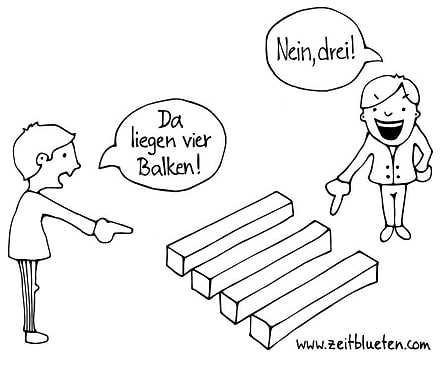 Nein, drei!
Da
liegen vier
Balken!
www.zeitblueten.com